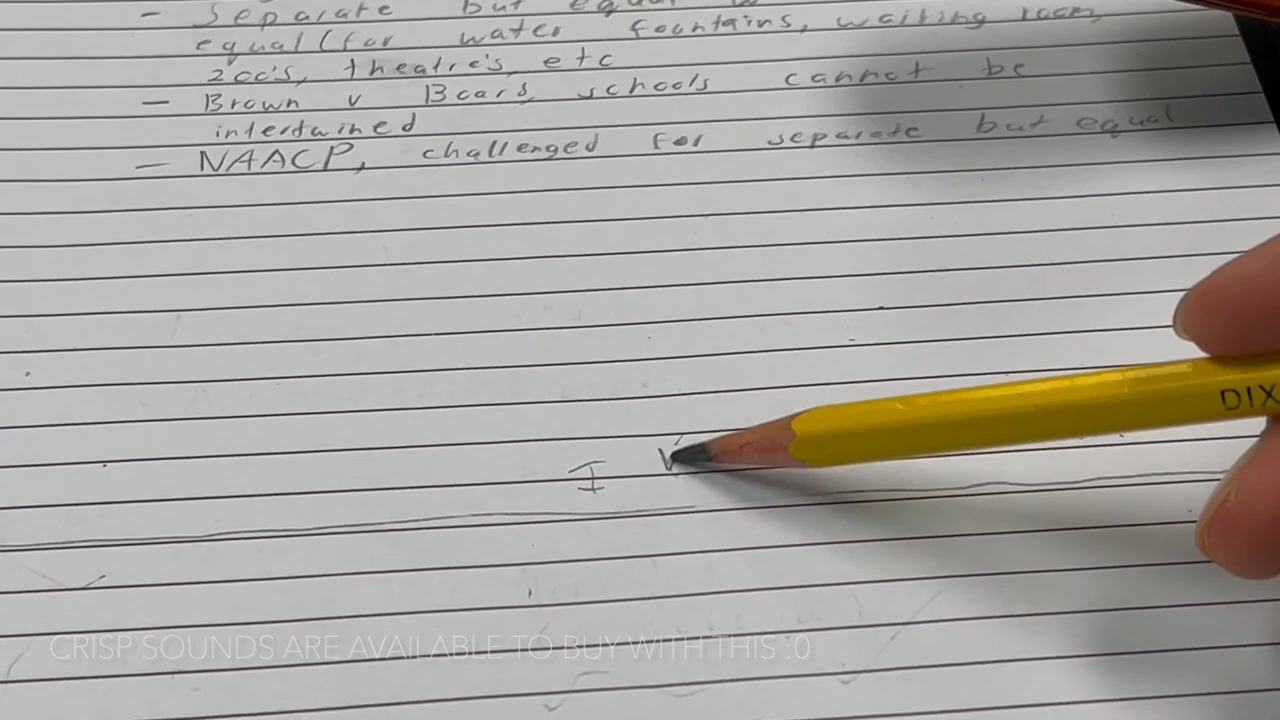 - separate but equal
equal (for water fountains, waiting room,
zoo's, theatre's, etc
- Brown v Board, schools cannot be
intertwined
- NAACP, challenged for separate but equal
I
DIX
CRISP SOUNDS ARE AVAILABLE TO BUY WITH THIS :0